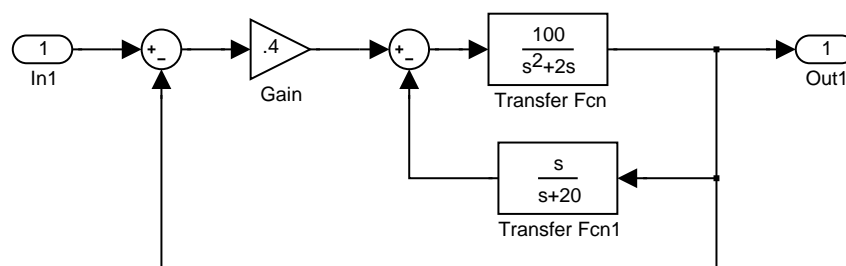 1
In1
+
-
.4
Gain
+
-
100
s²+2s
Transfer Fcn
1
Out1
s
s+20
Transfer Fcn1